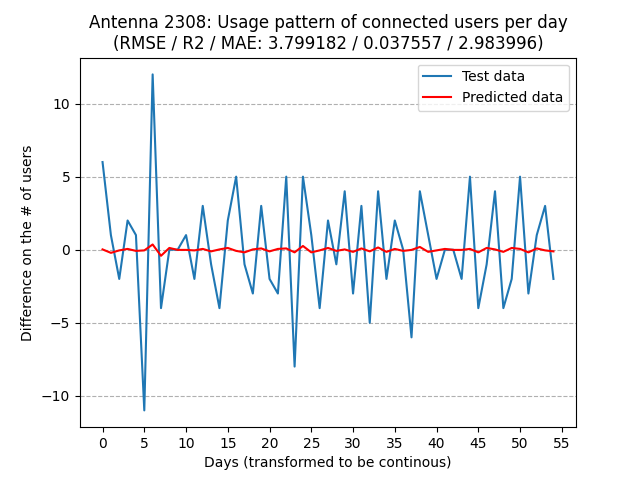 Antenna 2308: Usage pattern of connected users per day
(RMSE / R2 / MAE: 3.799182 / 0.037557 / 2.983996)
Test data
Predicted data
Difference on the # of users
10
5
0
−5
−10
0 5 10 15 20 25 30 35 40 45 50 55
Days (transformed to be continous)